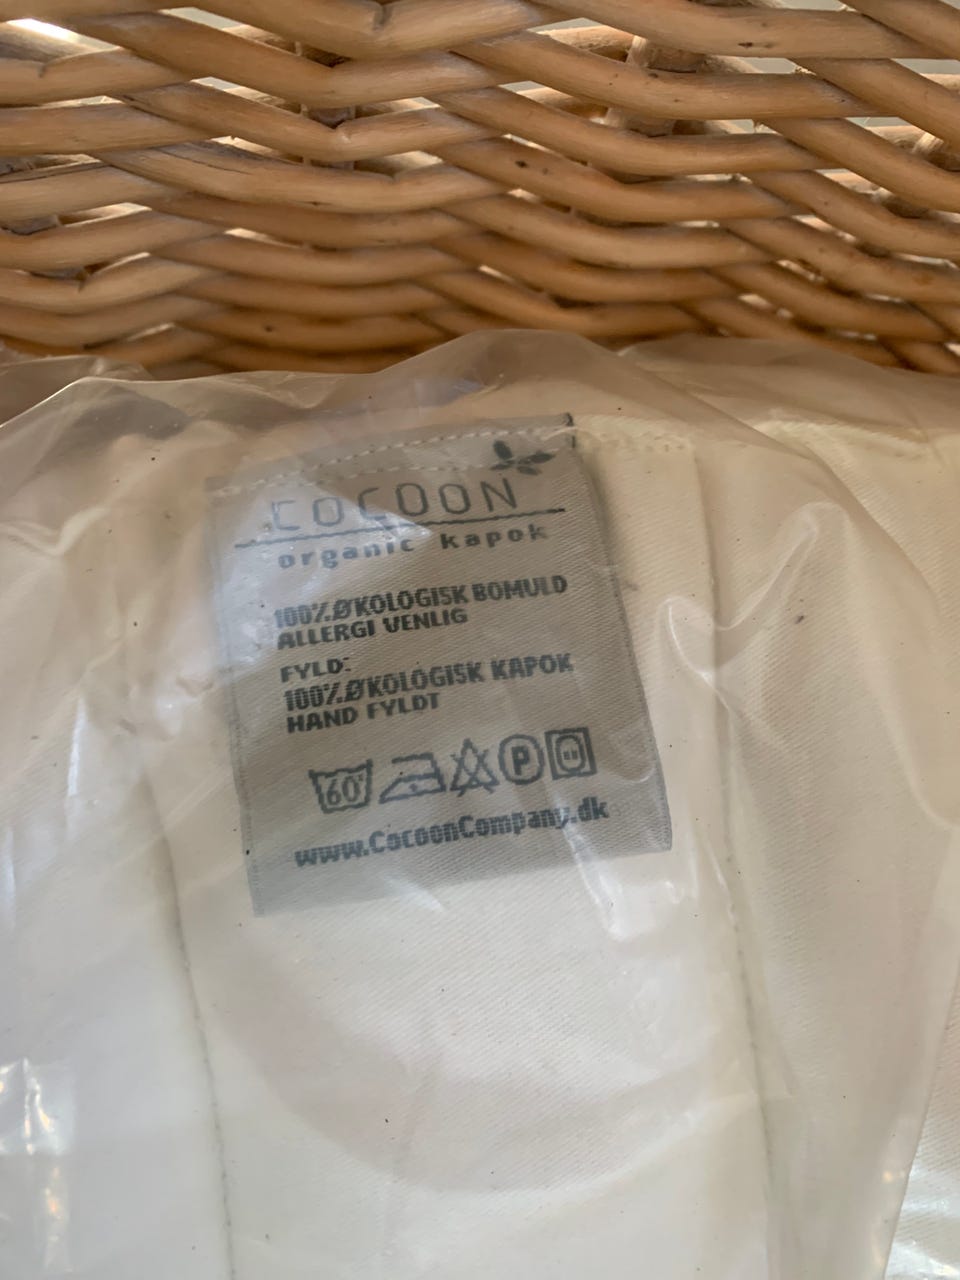 COCOON
organic kapok
100% ØKOLOGISK BOMULD
ALLERGI VENLIG
FYLD:
100% ØKOLOGISK KAPOK
HAND FYLDT
60° P
www.CocoonCompany.dk